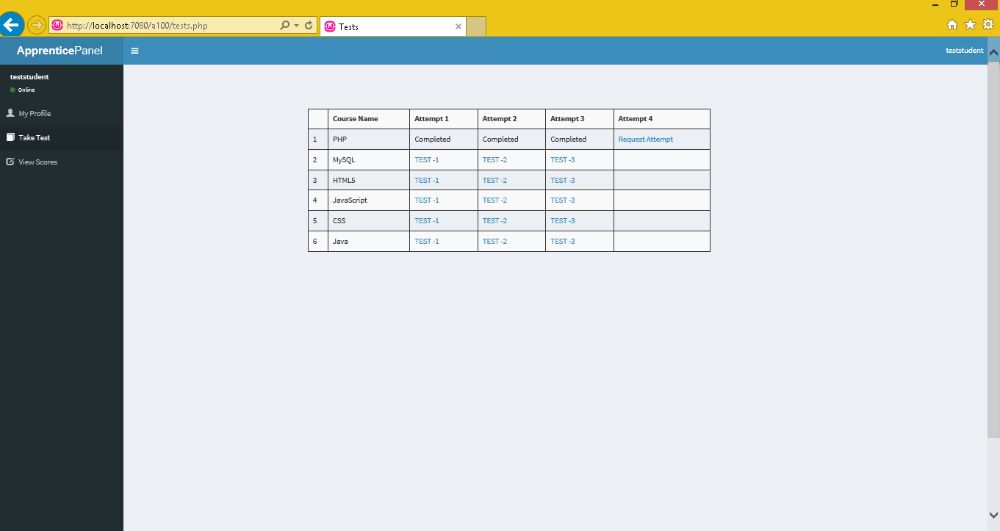 http://localhost:7080/a100/tests.php
Tests
ApprenticePanel
teststudent
teststudent
Online
My Profile
Take Test
View Scores
Course Name Attempt 1 Attempt 2 Attempt 3 Attempt 4
1 PHP Completed Completed Completed Request Attempt
2 MySQL TEST -1 TEST -2 TEST -3
3 HTML5 TEST -1 TEST -2 TEST -3
4 JavaScript TEST -1 TEST -2 TEST -3
5 CSS TEST -1 TEST -2 TEST -3
6 Java TEST -1 TEST -2 TEST -3